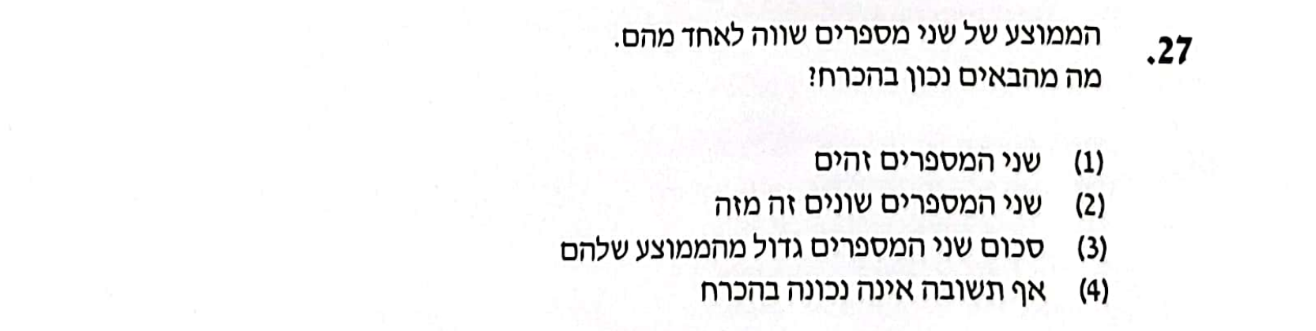 27. הממוצע של שני מספרים שווה לאחד מהם.
מה מהבאים נכון בהכרח?
(1) שני המספרים זהים
(2) שני המספרים שונים זה מזה
(3) סכום שני המספרים גדול מהממוצע שלהם
(4) אף תשובה אינה נכונה בהכרח